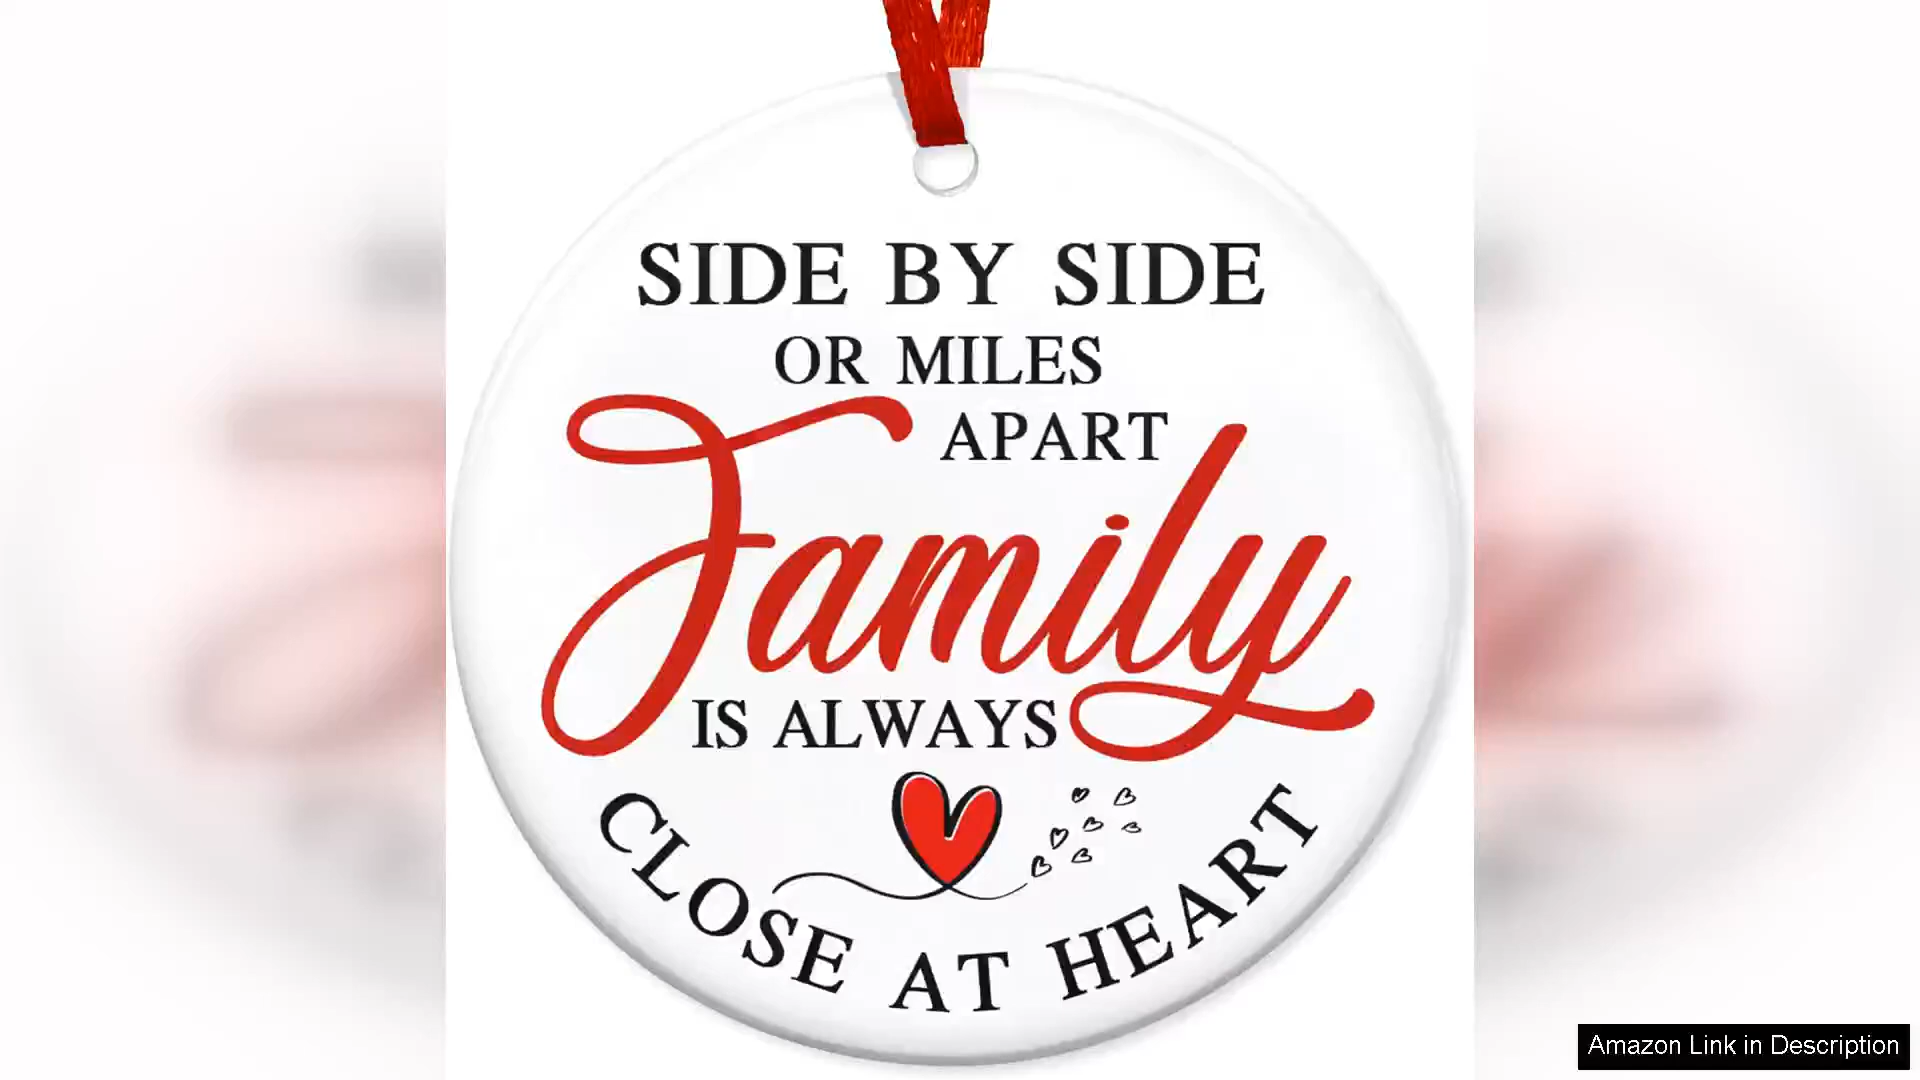 SIDE BY SIDE
OR MILES
APART
Family
IS ALWAYS
CLOSE AT HEART
Amazon Link in Description